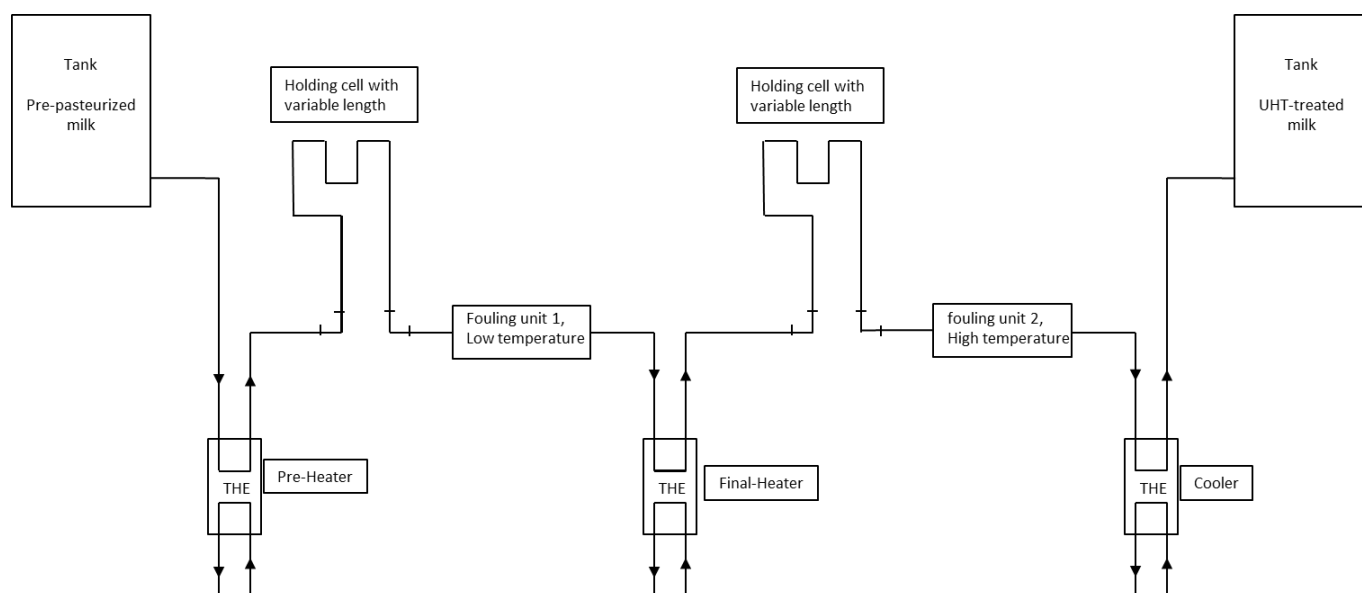 Tank
Pre-pasteurized
milk
Holding cell with
variable length
Holding cell with
variable length
Tank
UHT-treated
milk
Fouling unit 1,
Low temperature
fouling unit 2,
High temperature
THE
Pre-Heater
THE
Final-Heater
THE
Cooler